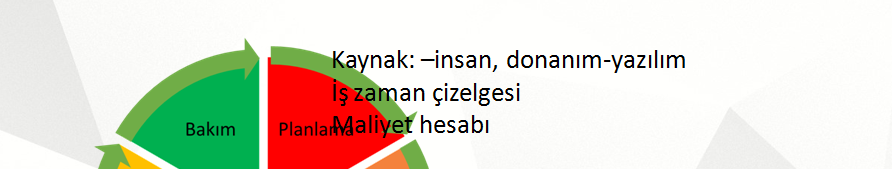 Kaynak: –insan, donanım-yazılım
İş zaman çizelgesi
Maliyet hesabı
Bakım
Planlama